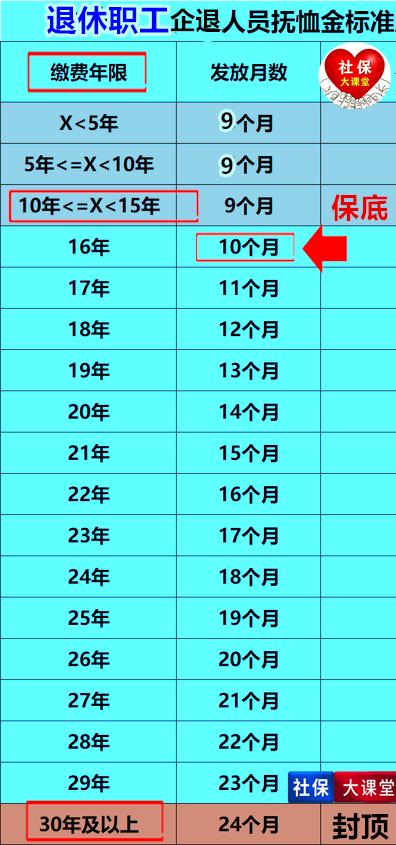 退休职工企退人员抚恤金标准
缴费年限 发放月数 社保
大课堂
X<5年 9个月
5年<=X<10年 9个月
10年<=X<15年 9个月 保底
16年 10个月
17年 11个月
18年 12个月
19年 13个月
20年 14个月
21年 15个月
22年 16个月
23年 17个月
24年 18个月
25年 19个月
26年 20个月
27年 21个月
28年 22个月
29年 23个月 社保 大课堂
30年及以上 24个月 封顶